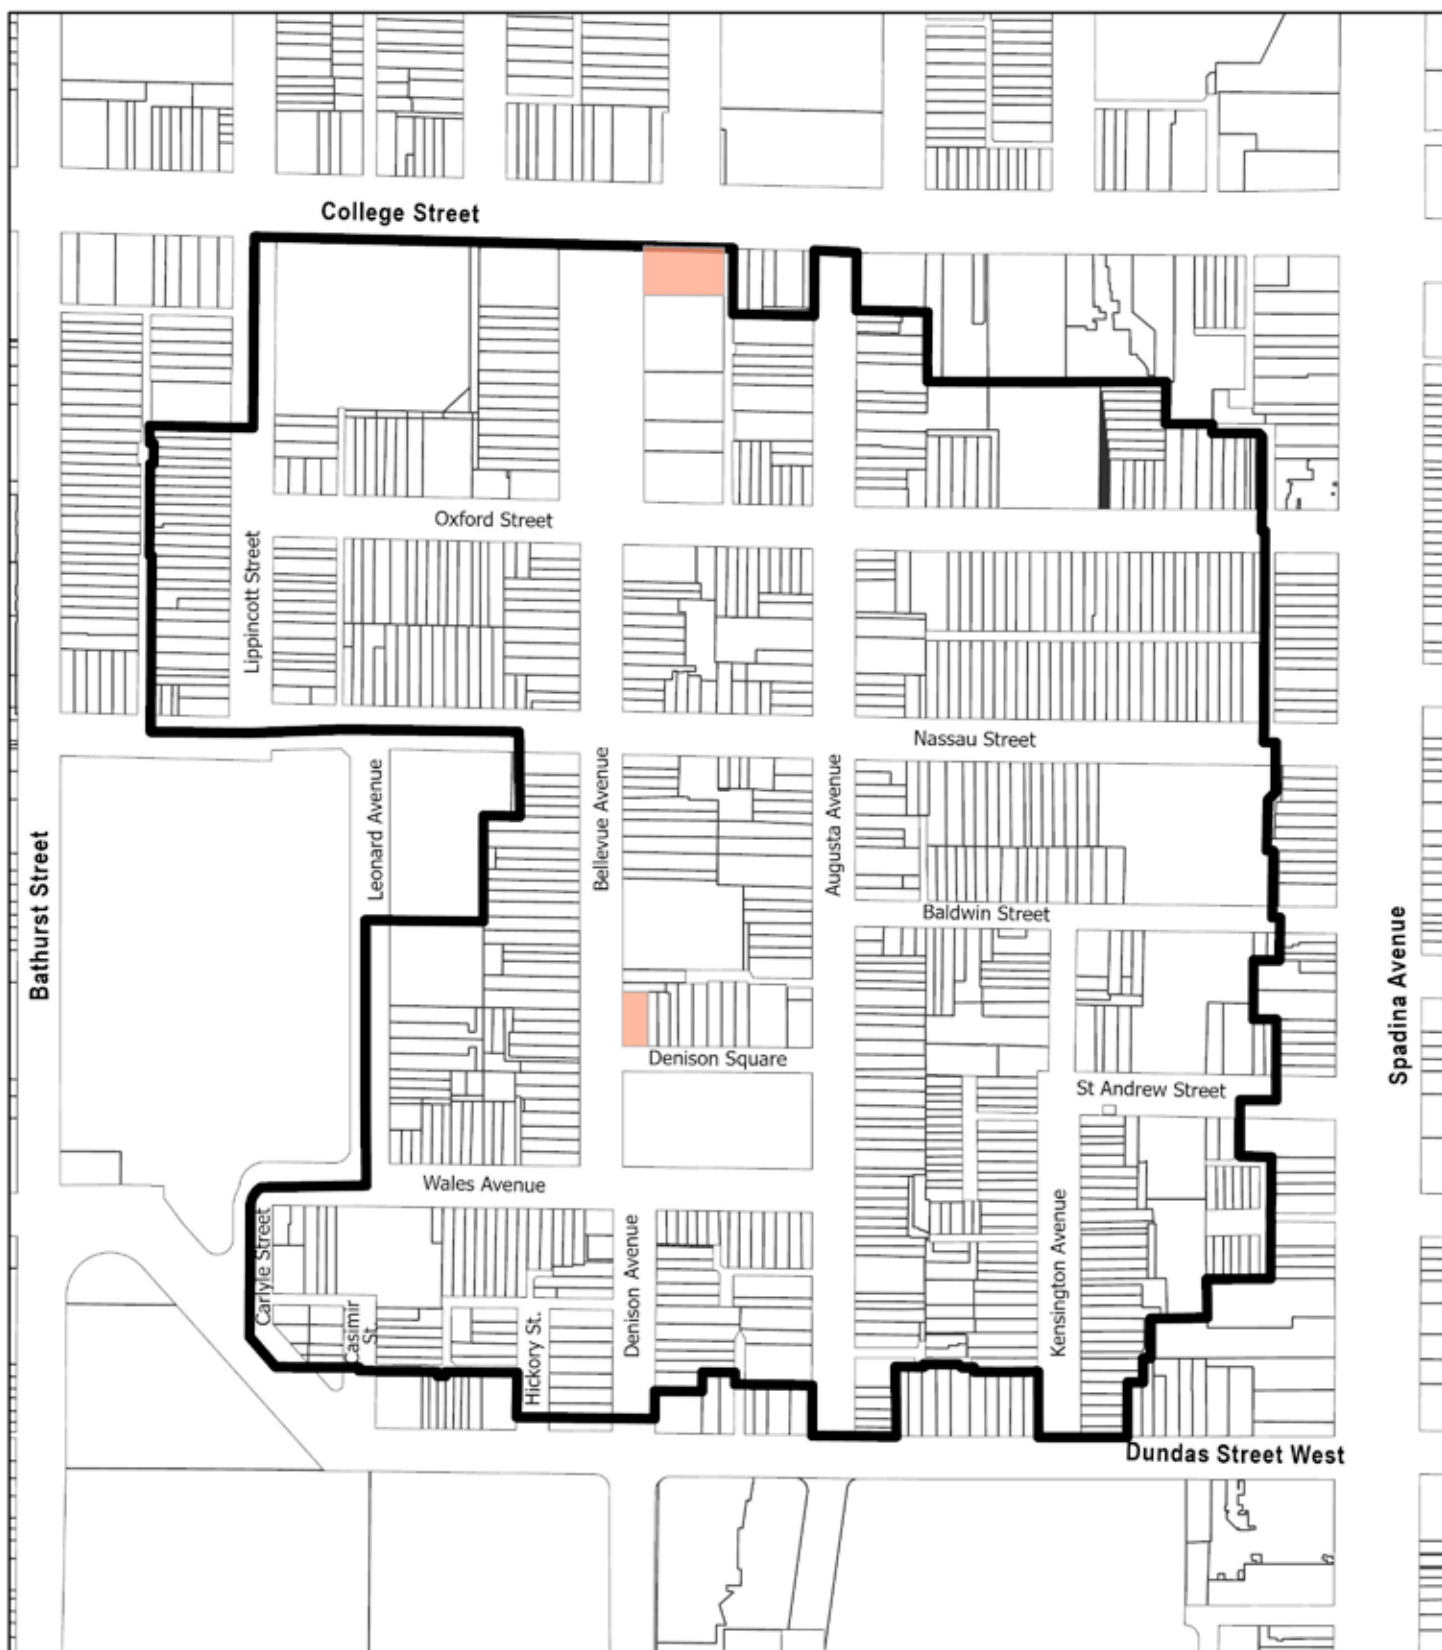 College Street
Oxford Street
Lippincott Street
Nassau Street
Leonard Avenue
Bellevue Avenue
Augusta Avenue
Bathurst Street
Baldwin Street
Spadina Avenue
Denison Square
St Andrew Street
Wales Avenue
Carlyle Street
Casimir
St.
Hickory St.
Denison Avenue
Kensington Avenue
Dundas Street West